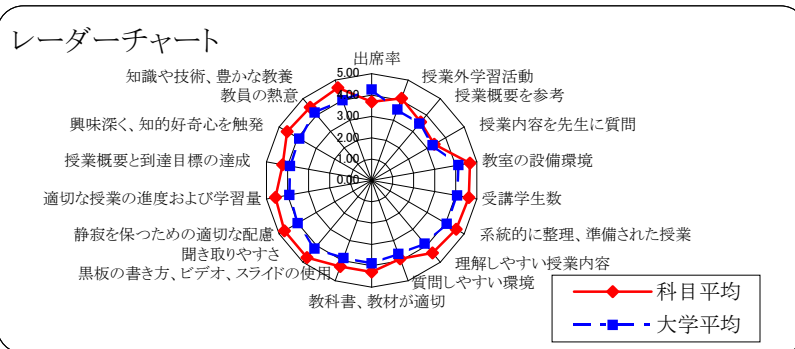 レーダーチャート
出席率
授業外学習活動
授業概要を参考
授業内容を先生に質問
教室の設備環境
受講学生数
系統的に整理、準備された授業
理解しやすい授業内容
質問しやすい環境
教科書、教材が適切
黒板の書き方、ビデオ、スライドの使用
聞き取りやすさ
静寂を保つための適切な配慮
適切な授業の進度および学習量
授業概要と到達目標の達成
興味深く、知的好奇心を触発
教員の熱意
知識や技術、豊かな教養
5.00
4.00
3.00
2.00
1.00
0.00
科目平均
大学平均